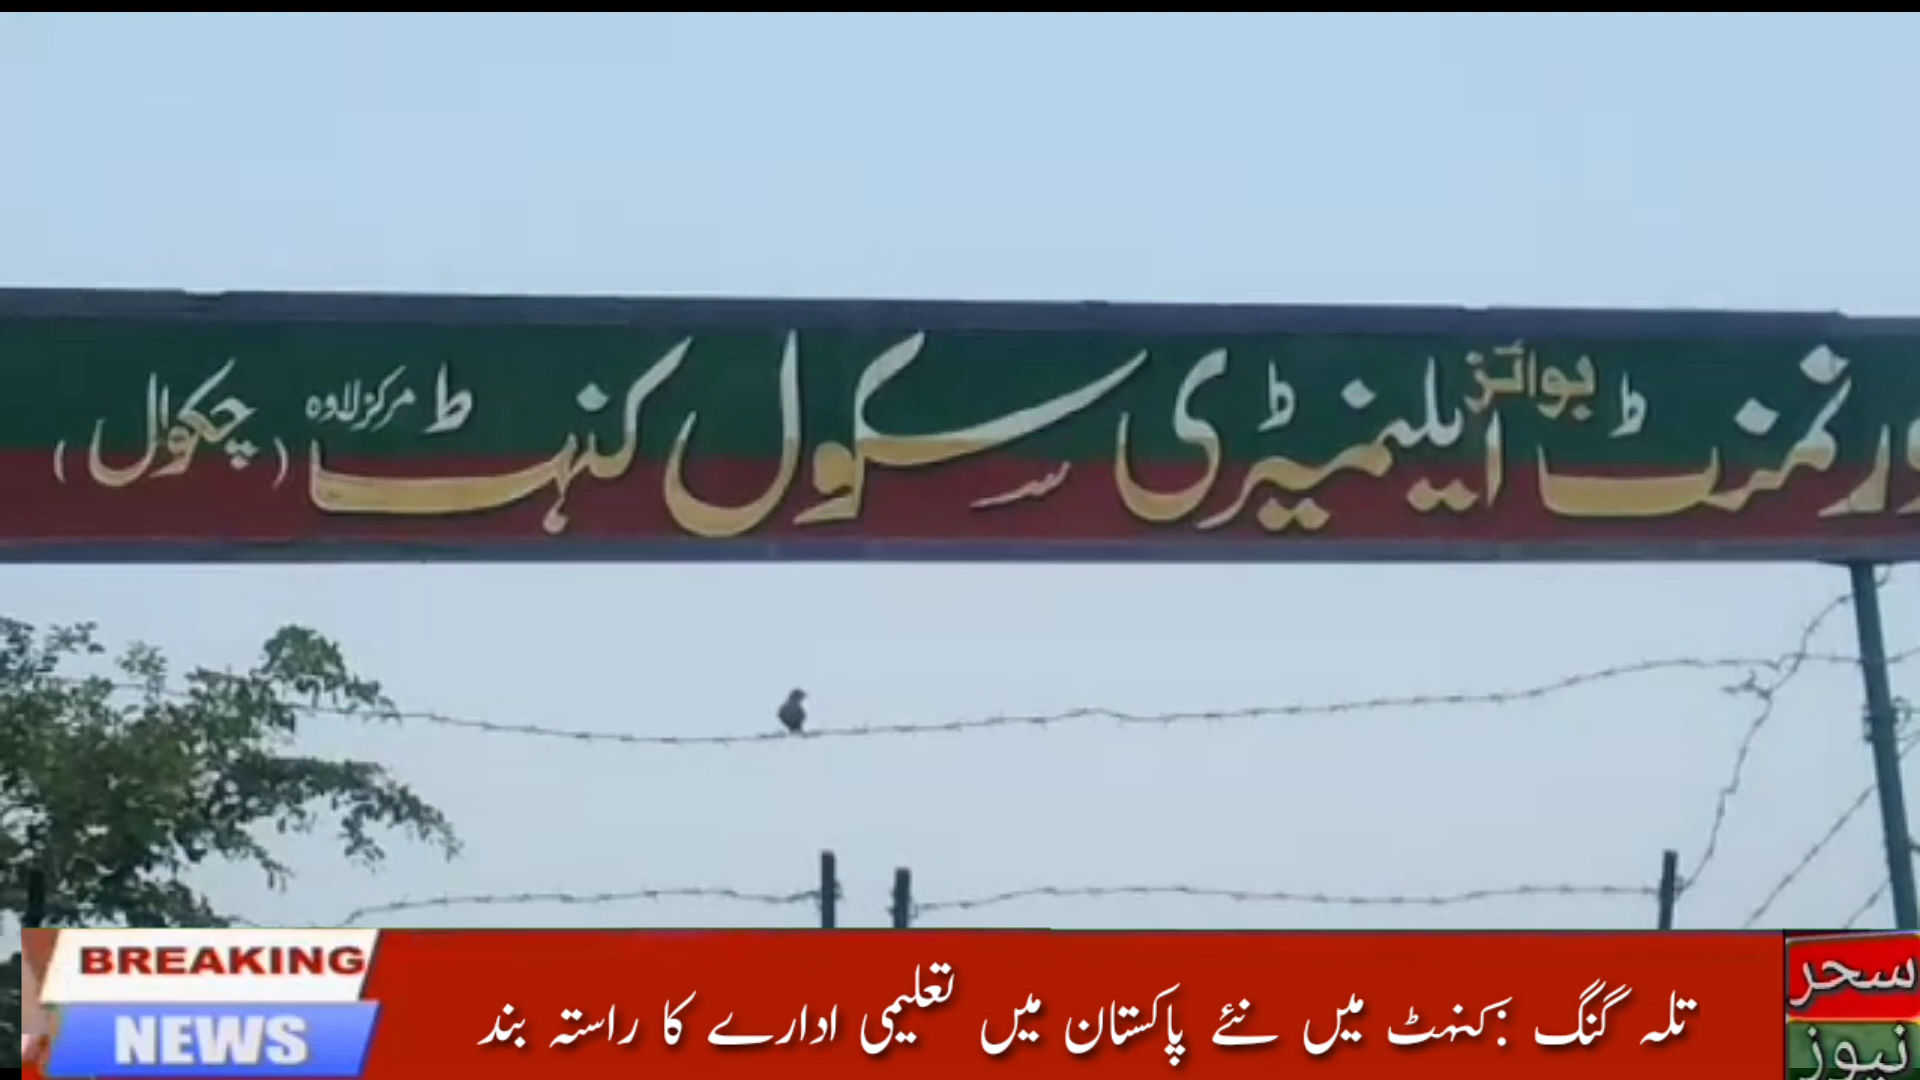 ورنمنٹ بوائز ایلیمنٹری سکول کنہٹ مرکز لاوہ (چکوال)
BREAKING
NEWS
تلہ گنگ :کنہٹ میں نئے پاکستان میں تعلیمی ادارے کا راستہ بند
سحر
نیوز